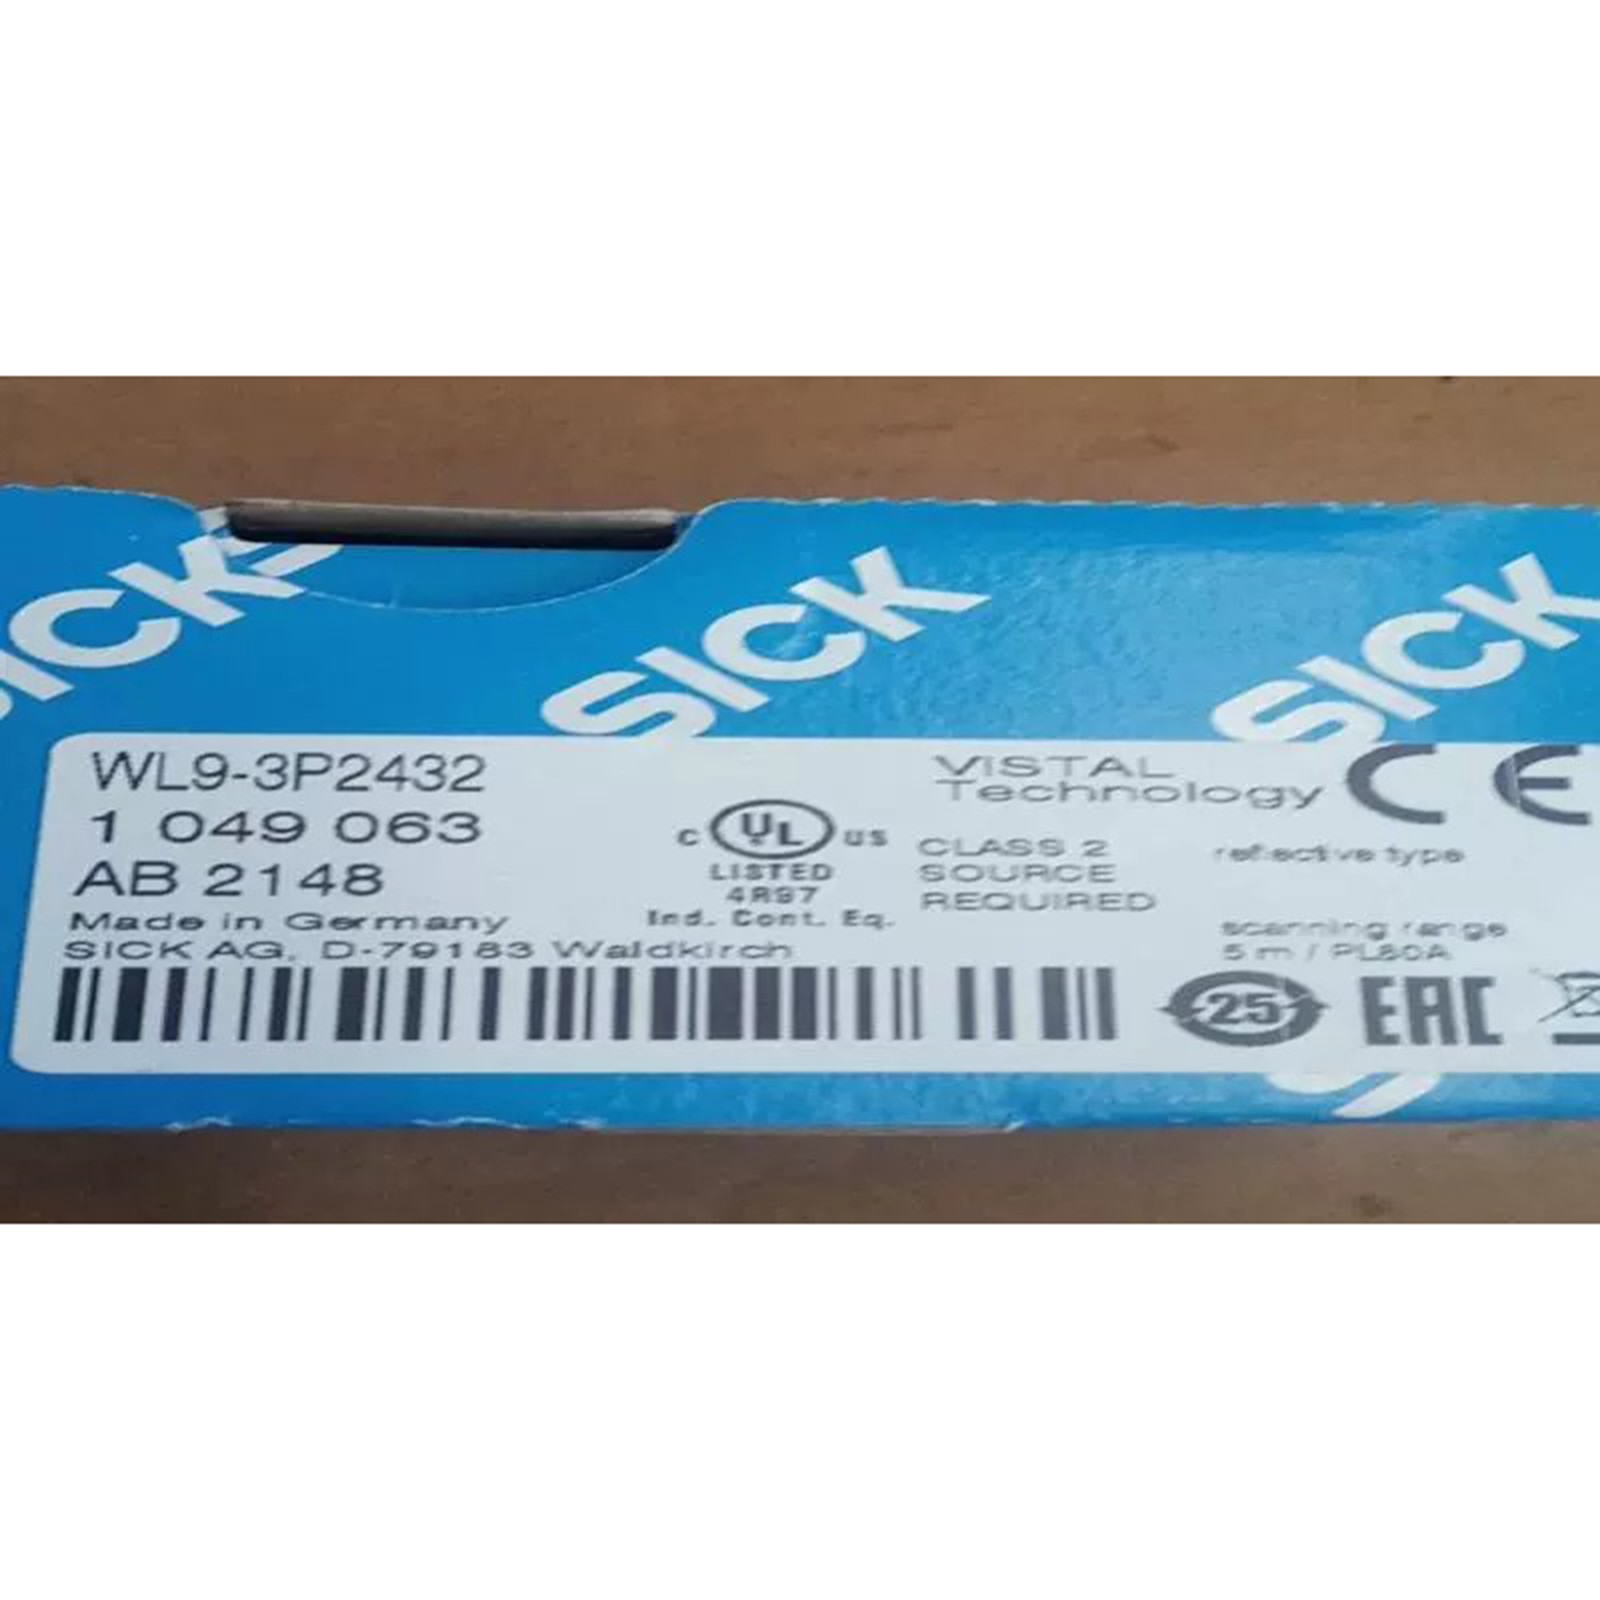 SICK
SICK
SICK
WL9-3P2432
1 049 063
AB 2148
Made in Germany
SICK AG, D-79183 Waldkirch
c UL us
LISTED
4R97
Ind. Cont. Eq.
VISTAL
Technology
CLASS 2
SOURCE
REQUIRED
CE
reflective type
scanning range
5 m / PL80A
25
EAC